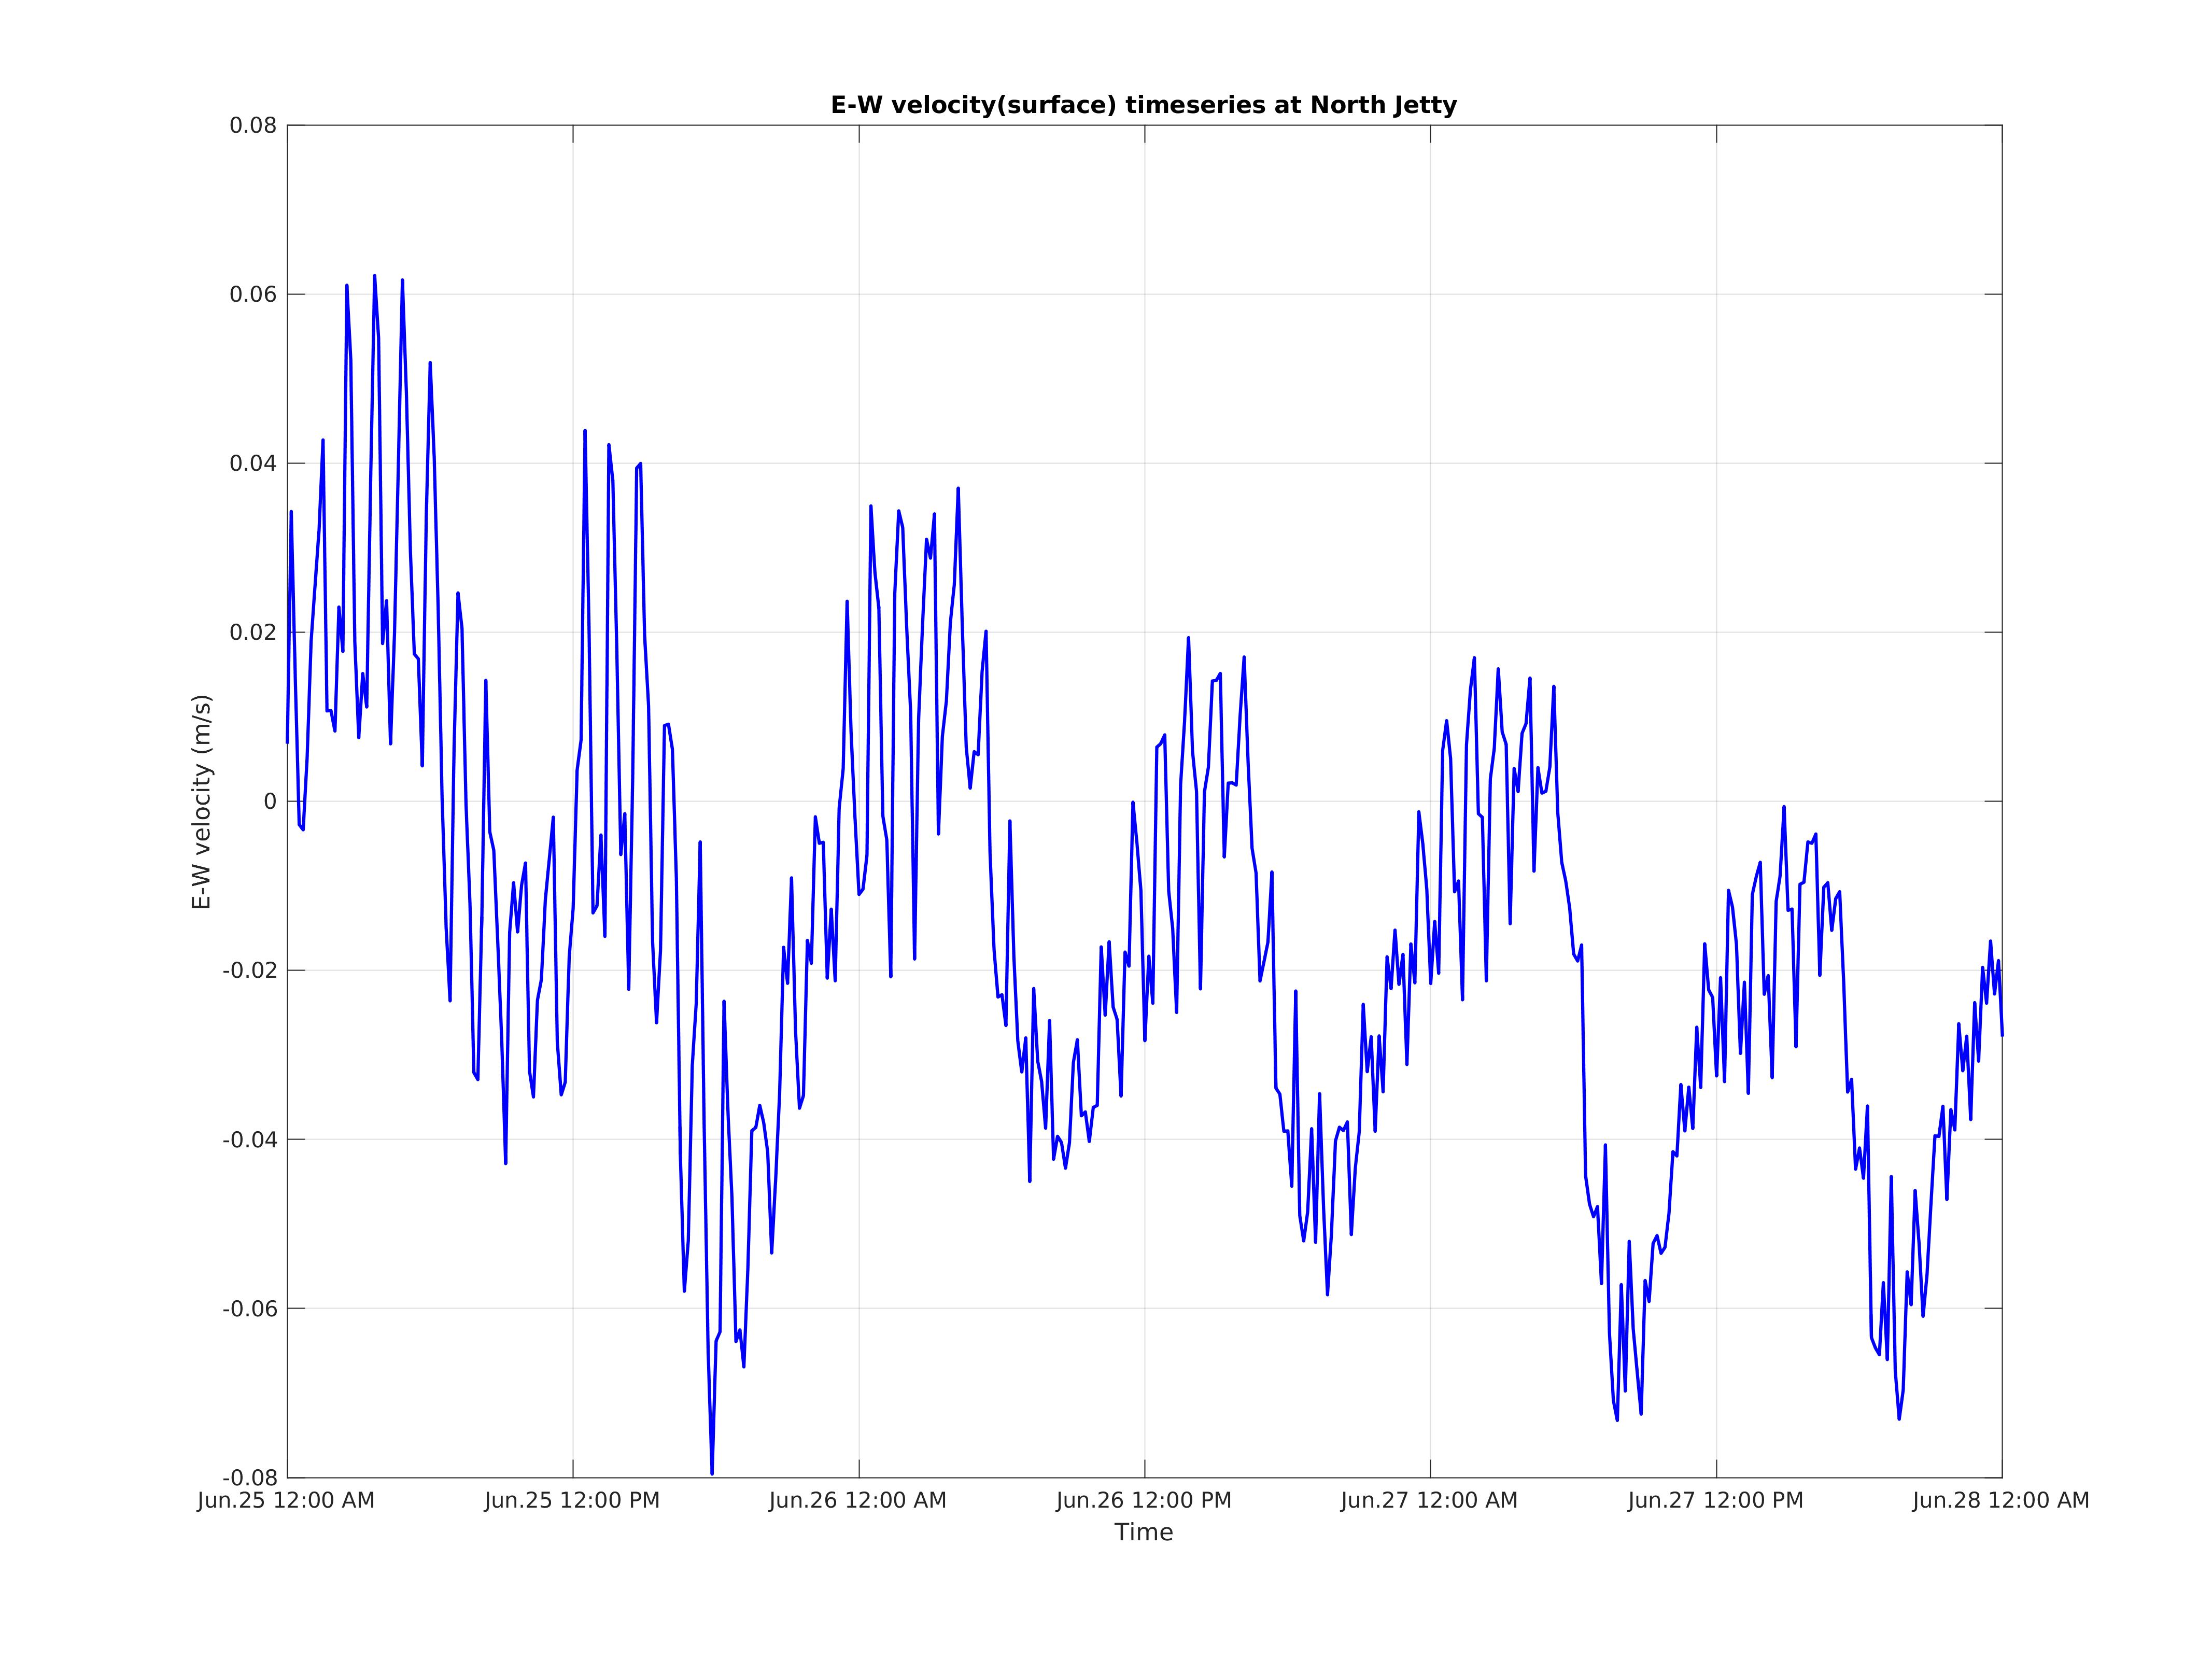 E-W velocity(surface) timeseries at North Jetty
0.08
0.06
0.04
0.02
0
-0.02
-0.04
-0.06
-0.08
E-W velocity (m/s)
Jun.25 12:00 AM
Jun.25 12:00 PM
Jun.26 12:00 AM
Jun.26 12:00 PM
Jun.27 12:00 AM
Jun.27 12:00 PM
Jun.28 12:00 AM
Time